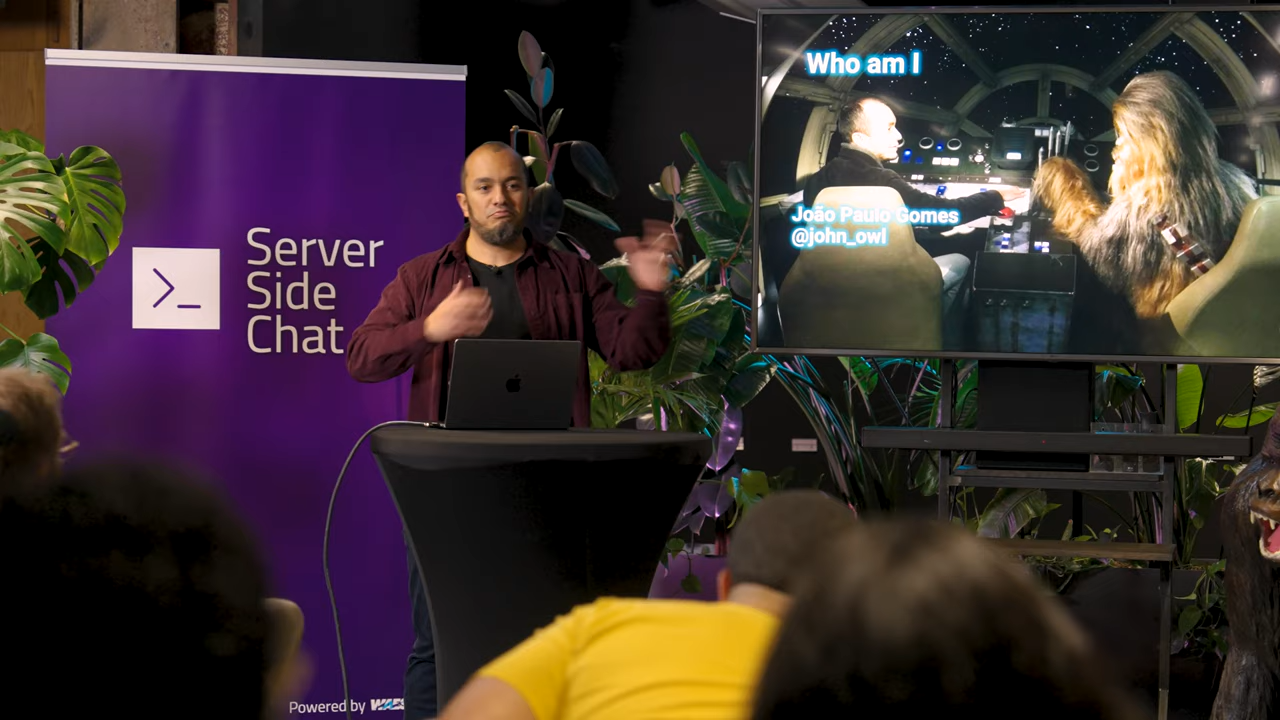 Server
Side
Chat
>_
Powered by
Who am I
João Paulo Gomes
@john_owl